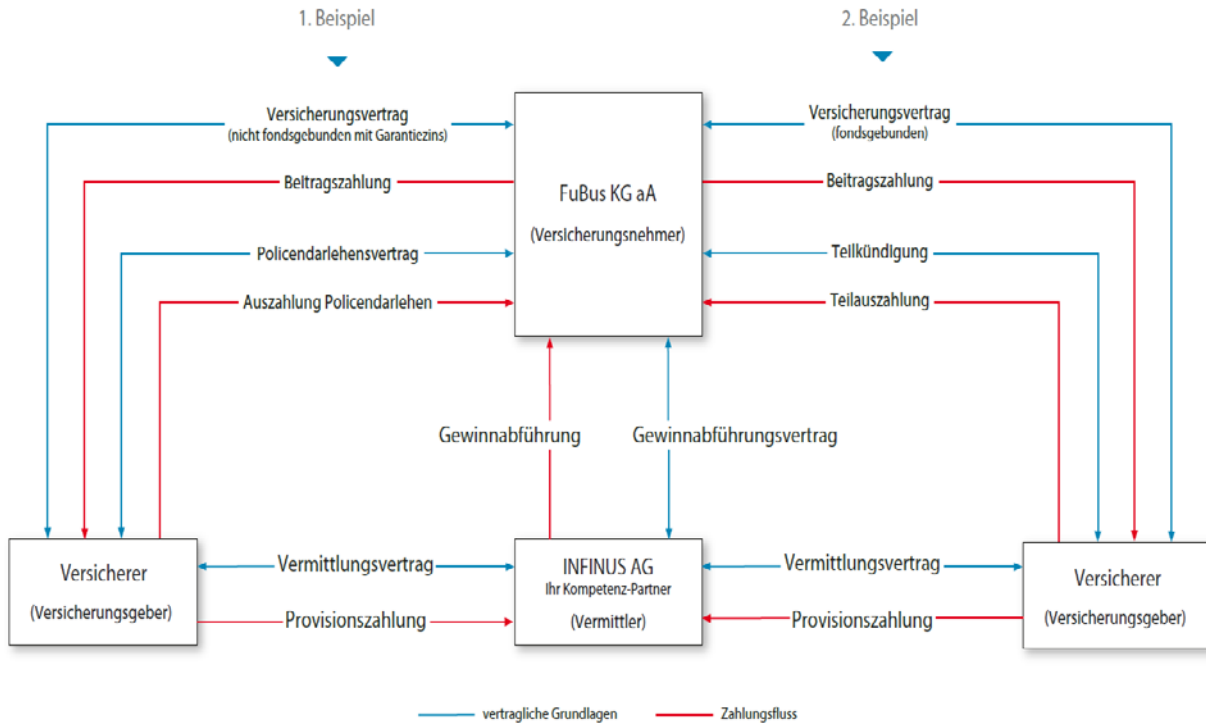 1. Beispiel
2. Beispiel
Versicherungsvertrag
(nicht fondsgebunden mit Garantiezins)
Versicherungsvertrag
(fondsgebunden)
Beitragszahlung
FuBus KG aA
(Versicherungsnehmer)
Beitragszahlung
Policendarlehensvertrag
Teilkündigung
Auszahlung Policendarlehen
Teilauszahlung
Gewinnabführung
Gewinnabführungsvertrag
Versicherer
(Versicherungsgeber)
Vermittlungsvertrag
Provisionszahlung
INFINUS AG
Ihr Kompetenz-Partner
(Vermittler)
Vermittlungsvertrag
Provisionszahlung
Versicherer
(Versicherungsgeber)
vertragliche Grundlagen
Zahlungsfluss